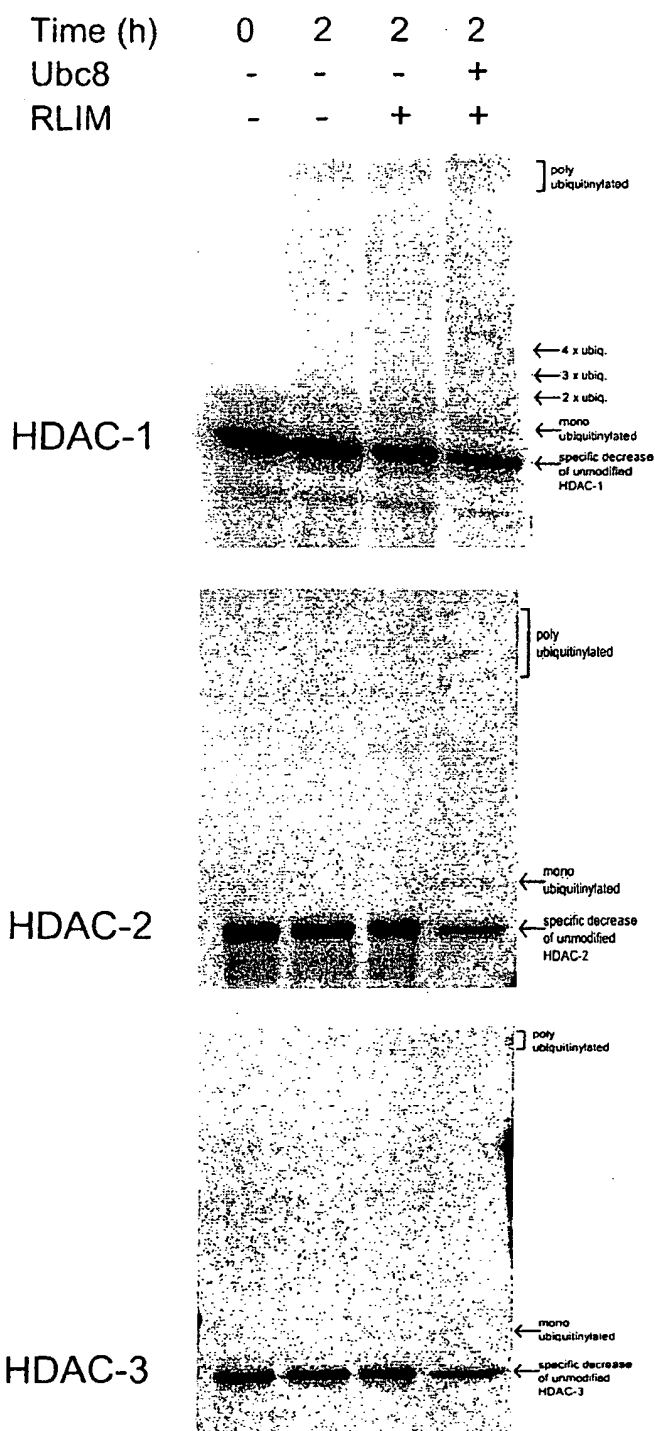 Time (h) 0 2 2 2
Ubc8 - - - +
RLIM - - + +
poly
ubiquitinylated
4 x ubiq.
3 x ubiq.
2 x ubiq.
HDAC-1
mono
ubiquitinylated
specific decrease
of unmodified
HDAC-1
poly
ubiquitinylated
mono
ubiquitinylated
HDAC-2
specific decrease
of unmodified
HDAC-2
poly
ubiquitinylated
mono
ubiquitinylated
HDAC-3
specific decrease
of unmodified
HDAC-3